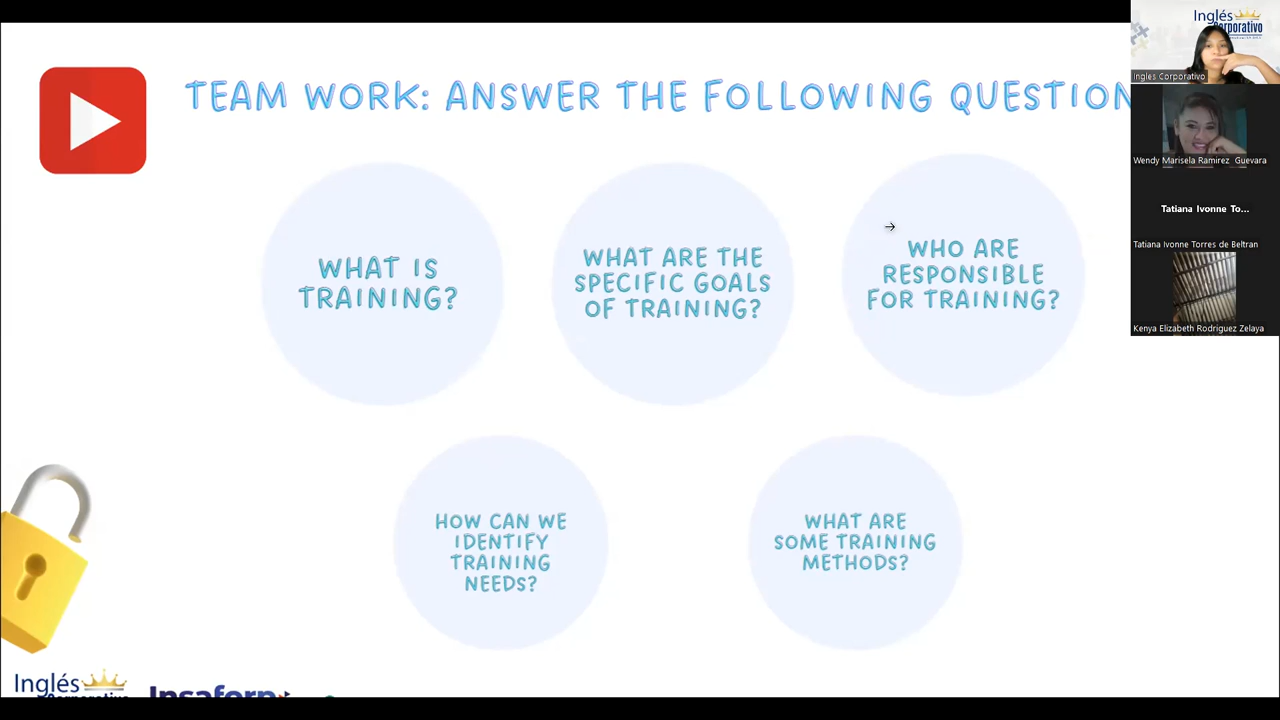 TEAM WORK: ANSWER THE FOLLOWING QUESTION
WHAT IS
TRAINING?
WHAT ARE THE
SPECIFIC GOALS
OF TRAINING?
WHO ARE
RESPONSIBLE
FOR TRAINING?
HOW CAN WE
IDENTIFY
TRAINING
NEEDS?
WHAT ARE
SOME TRAINING
METHODS?
Inglés
Corporativo
Insaforp
Inglés
Corporativo
Ingles Corporativo
Wendy Marisela Ramirez Guevara
Tatiana Ivonne To...
Tatiana Ivonne Torres de Beltran
Kenya Elizabeth Rodriguez Zelaya